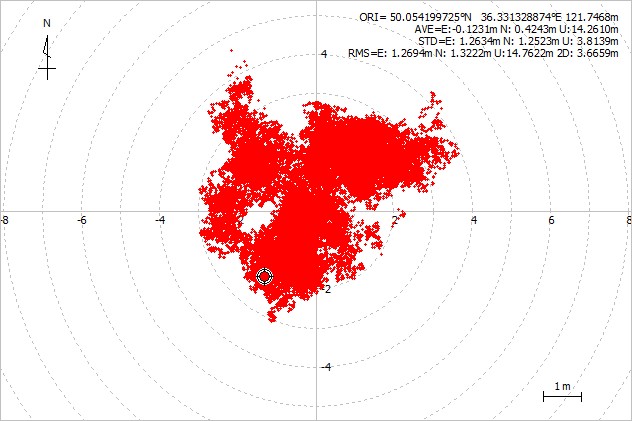 ORI= 50.054199725°N 36.331328874°E 121.7468m
AVE=E:-0.1231m N: 0.4243m U:14.2610m
STD=E: 1.2634m N: 1.2523m U: 3.8139m
RMS=E: 1.2694m N: 1.3222m U:14.7622m 2D: 3.6659m
N
4
-8 -6 -4 2 4 6 8
-2
-4
1 m